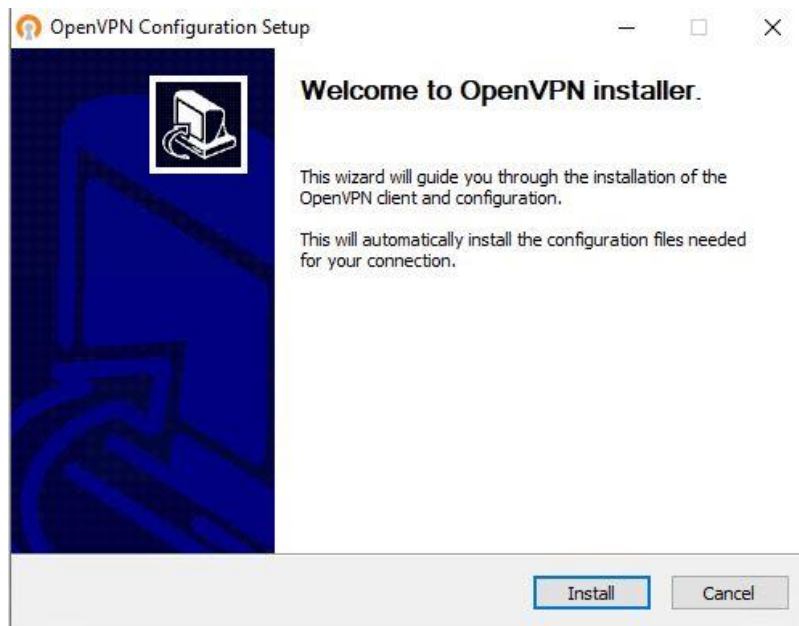 OpenVPN Configuration Setup
Welcome to OpenVPN installer.
This wizard will guide you through the installation of the
OpenVPN client and configuration.
This will automatically install the configuration files needed
for your connection.
Install
Cancel